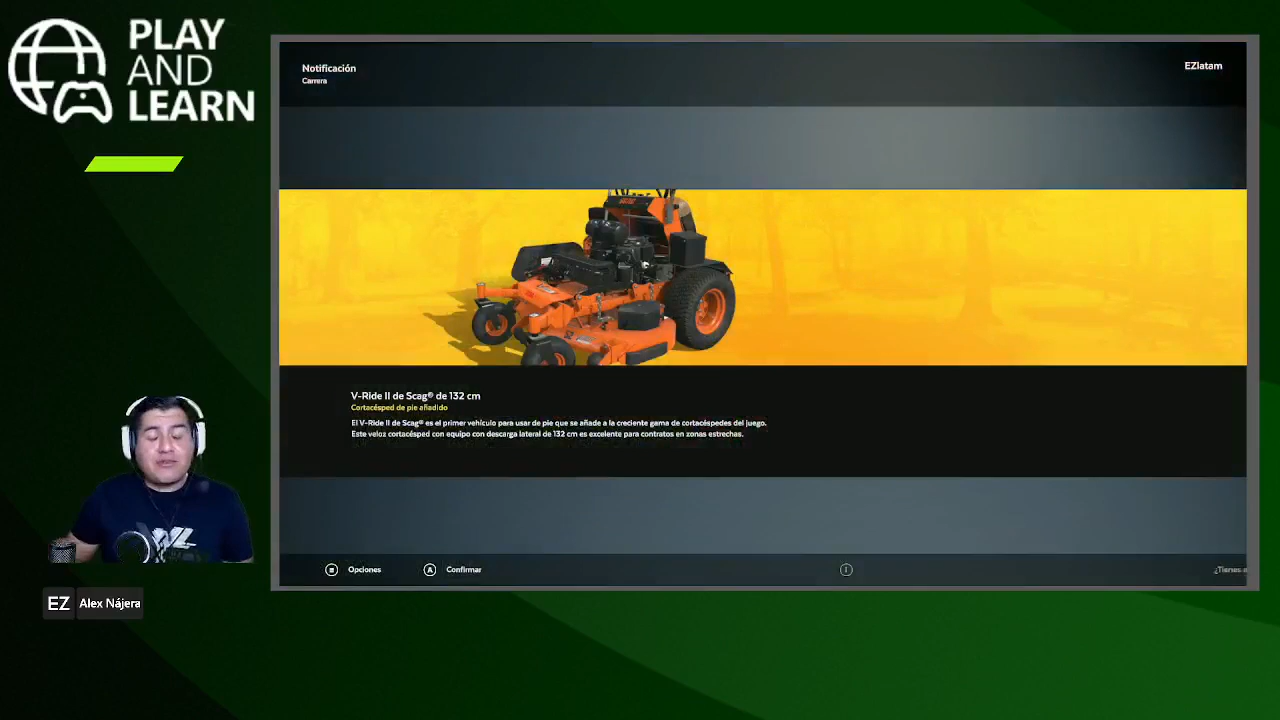 PLAY
AND
LEARN
Notificación
Carrera
EZlatam
V-Ride II de Scag® de 132 cm
Cortacésped de pie añadido
El V-Ride II de Scag® es el primer vehículo para usar de pie que se añade a la creciente gama de cortacéspedes del juego.
Este veloz cortacésped con equipo con descarga lateral de 132 cm es excelente para contratos en zonas estrechas.
Opciones
A Confirmar
¿Tienes
EZ Alex Nájera